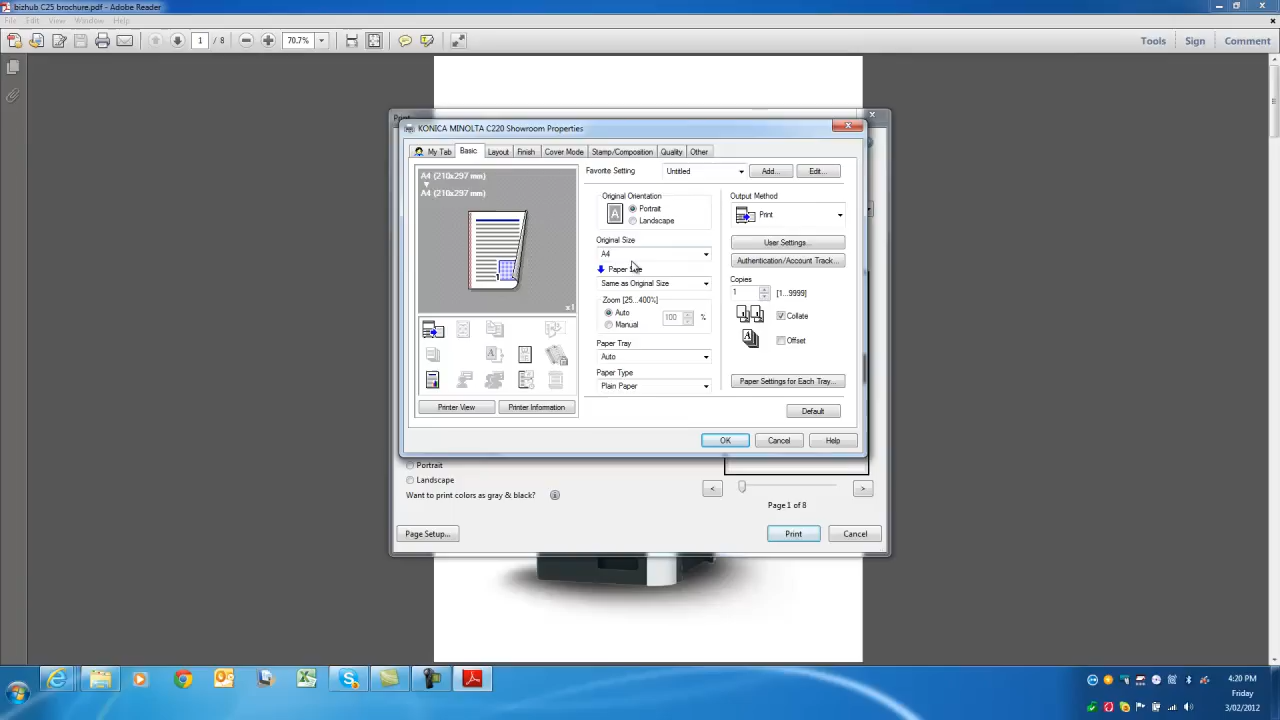 bizhub C25 brochure.pdf - Adobe Reader
File Edit View Window Help
1 / 8 70.7% Tools Sign Comment
KONICA MINOLTA C220 Showroom Properties
My Tab Basic Layout Finish Cover Mode Stamp/Composition Quality Other
A4 (210x297 mm)
A4 (210x297 mm)
x1
Printer View Printer Information
Favorite Setting Untitled Add... Edit...
Original Orientation
A Portrait
Landscape
Original Size
A4
Paper
Same as Original Size
Zoom [25...400%]
Auto 100 %
Manual
Paper Tray
Auto
Paper Type
Plain Paper
Output Method
Print
User Settings...
Authentication/Account Track...
Copies
1 [1...9999]
Collate
Offset
Paper Settings for Each Tray...
Default
OK Cancel Help
Portrait
Landscape
Want to print colors as gray & black?
< >
Page 1 of 8
Page Setup... Print Cancel
4:20 PM
Friday
3/02/2012